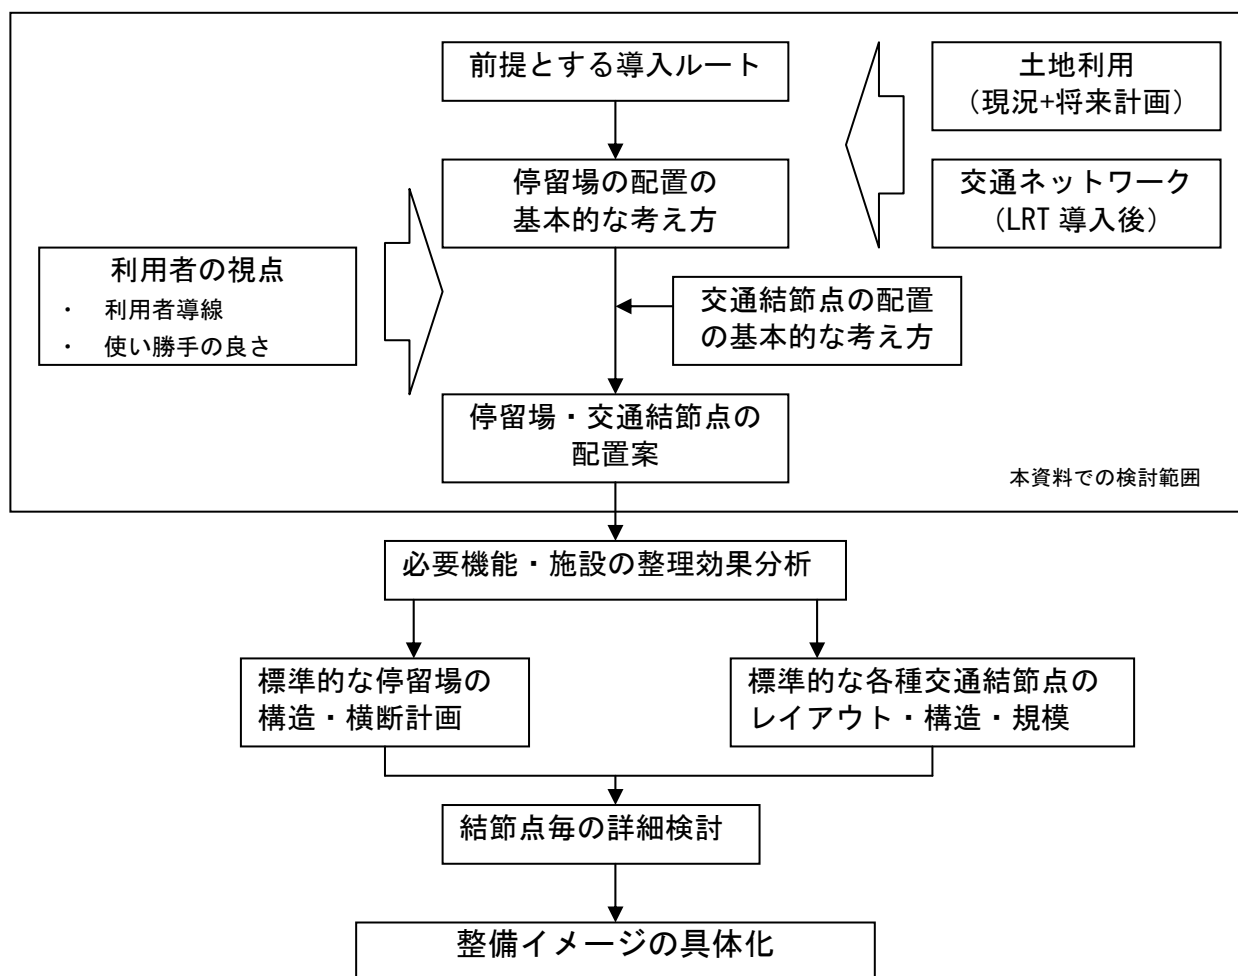 前提とする導入ルート
土地利用
（現況+将来計画）
停留場の配置の
基本的な考え方
交通ネットワーク
（LRT 導入後）
利用者の視点
・ 利用者導線
・ 使い勝手の良さ
交通結節点の配置
の基本的な考え方
停留場・交通結節点の
配置案
本資料での検討範囲
必要機能・施設の整理効果分析
標準的な停留場の
構造・横断計画
標準的な各種交通結節点の
レイアウト・構造・規模
結節点毎の詳細検討
整備イメージの具体化